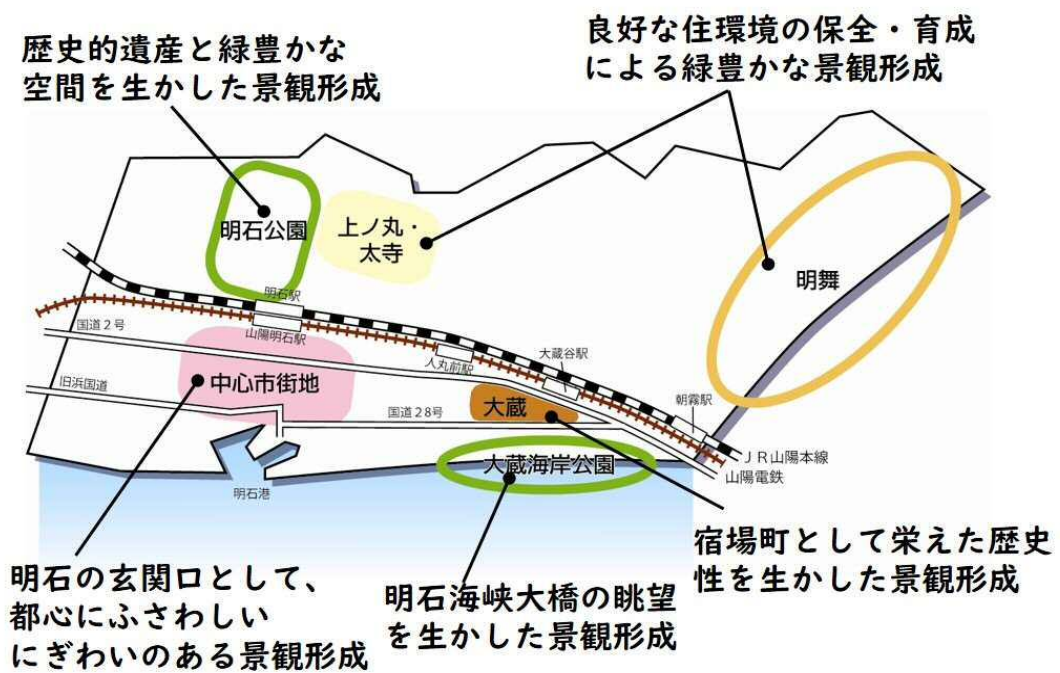 歴史的遺産と緑豊かな
空間を生かした景観形成
良好な住環境の保全・育成
による緑豊かな景観形成
明石公園
上ノ丸・
太寺
明舞
明石駅
山陽明石駅
国道2号
人丸前駅
大蔵谷駅
旧浜国道
中心市街地
国道28号
大蔵
朝霧駅
JR山陽本線
山陽電鉄
大蔵海岸公園
明石港
宿場町として栄えた歴史
性を生かした景観形成
明石の玄関口として、
都心にふさわしい
にぎわいのある景観形成
明石海峡大橋の眺望
を生かした景観形成